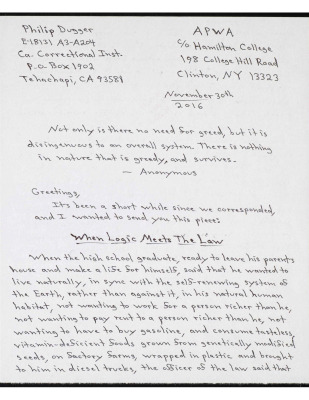 Philip Dugger
E-18131 A3-A204
Ca. Correctional Inst.
P.O. Box 1902
Tehachapi, CA 93581
APWA
c/o Hamilton College
198 College Hill Road
Clinton, NY 13323
November 30th
2016
Not only is there no need for greed, but it is
disingenuous to an overall system. There is nothing
in nature that is gready, and survives.
— Anonymous
Greetings,
It's been a short while since we corresponded,
and I wanted to send you this piece:
When Logic Meets The Law
When the high school graduate, ready to leave his parent's
house and make a life for himself, said that he wanted to
live naturally, in sync with the self-renewing system of
the Earth, rather than against it, in his natural human
habitat, not wanting to work for a person richer than he,
not wanting to pay rent to a person richer than he, not
wanting to have to buy gasoline, and consume tasteless
vitamin-deficient foods grown from genetically modified
seeds, on factory farms, wrapped in plastic and brought
to him in diesel trucks, the officer of the law said that